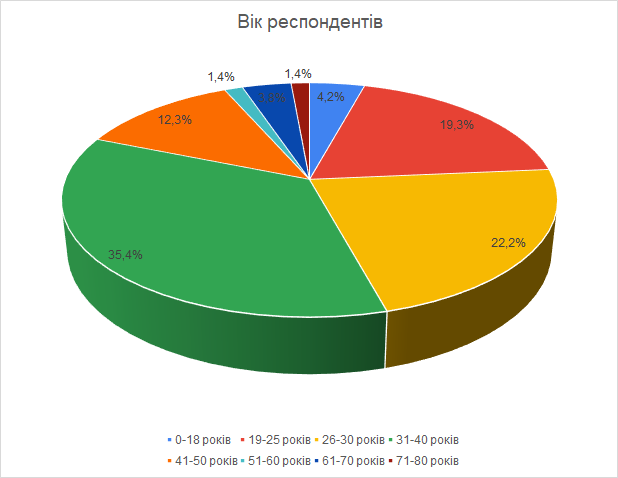 Вік респондентів
1,4%
1,4%
4,2%
12,3%
19,3%
22,2%
35,4%
0-18 років 19-25 років 26-30 років 31-40 років
41-50 років 51-60 років 61-70 років 71-80 років